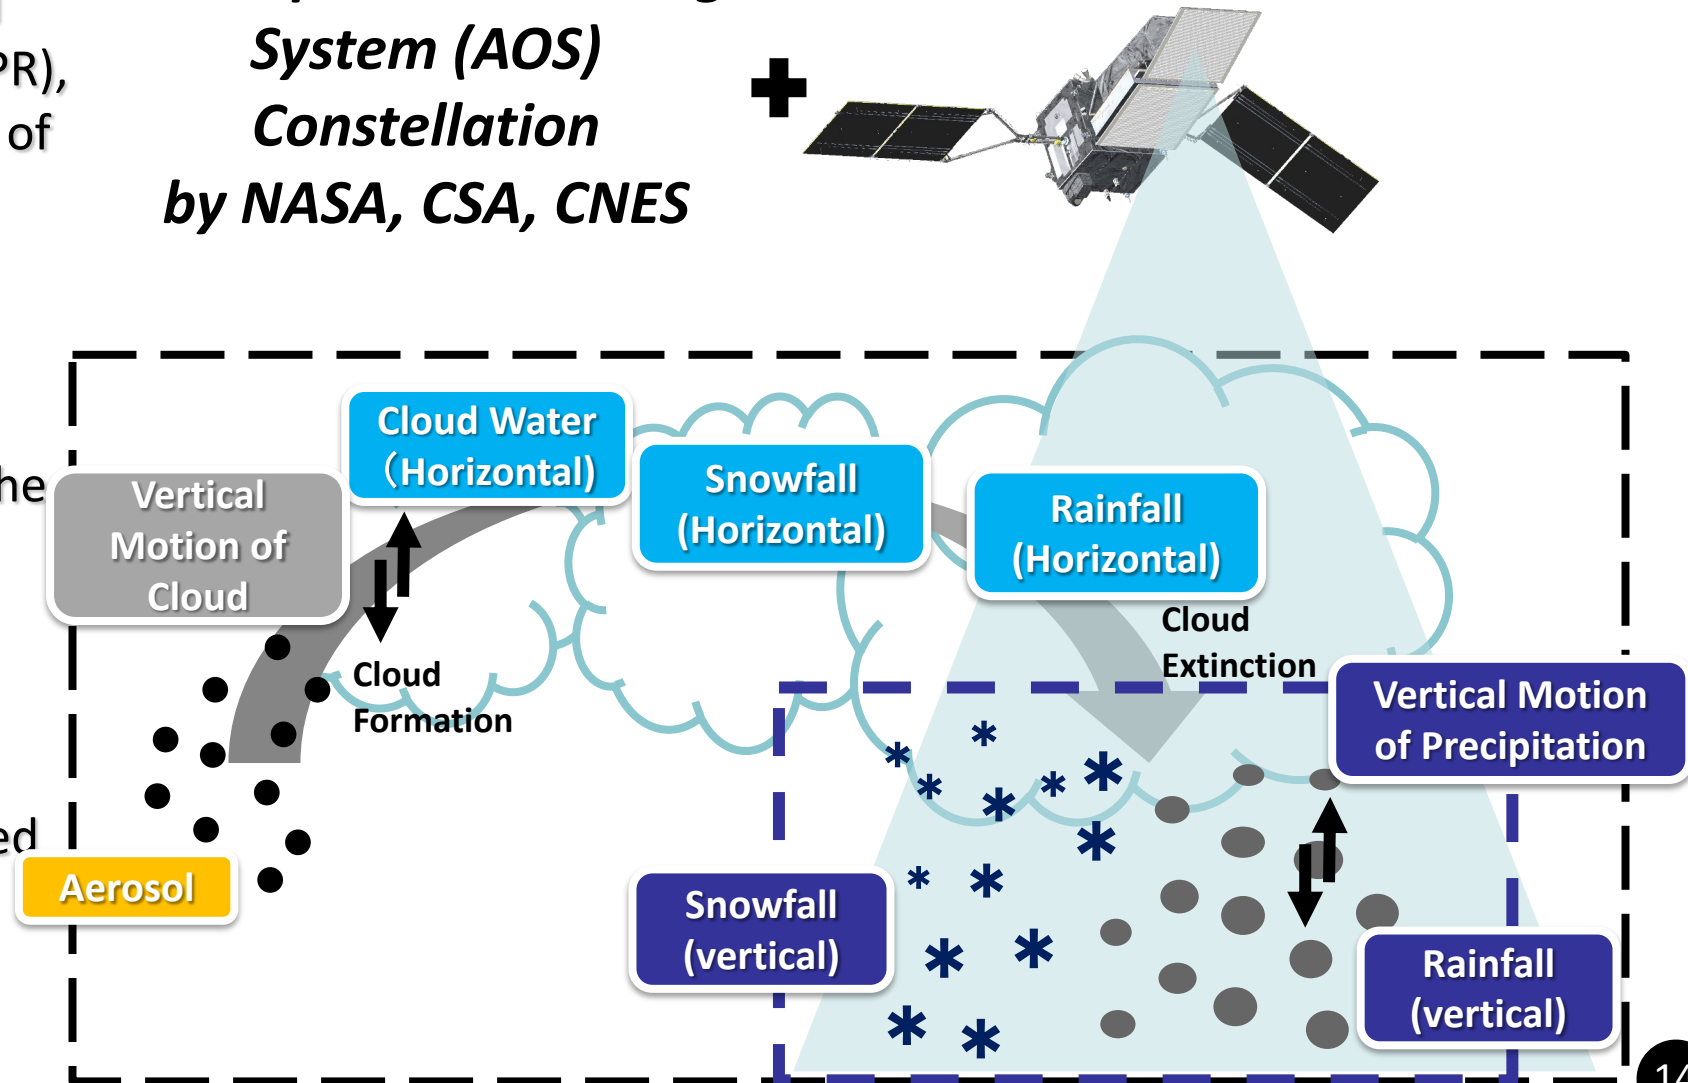 System (AOS)
PR),
Constellation
of
by NASA, CSA, CNES
Cloud Water
（Horizontal)
Snowfall
(Horizontal)
he
Vertical
Motion of
Cloud
Rainfall
(Horizontal)
Cloud
Extinction
Cloud
Formation
Vertical Motion
of Precipitation
ed
Aerosol
Snowfall
(vertical)
Rainfall
(vertical)
14